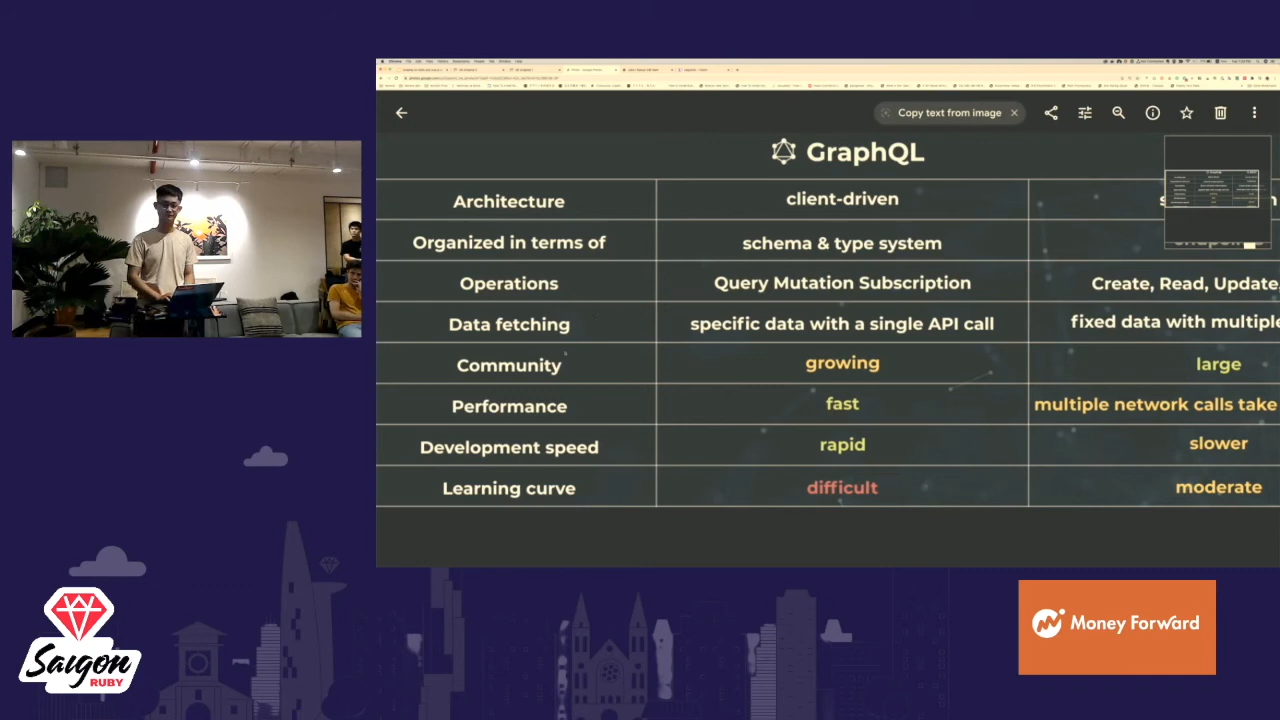 Copy text from image
GraphQL
Architecture client-driven
Organized in terms of schema & type system
Operations Query Mutation Subscription Create, Read, Update,
Data fetching specific data with a single API call fixed data with multiple
Community growing large
Performance fast multiple network calls take
Development speed rapid slower
Learning curve difficult moderate
Saigon
RUBY
Money Forward